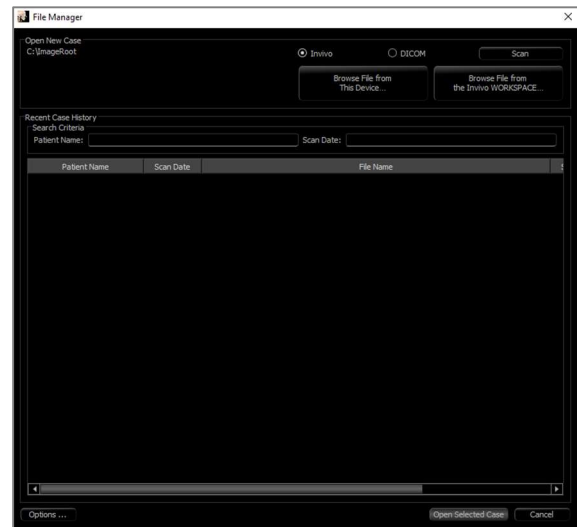 File Manager
Open New Case
C:\ImageRoot
Invivo
DICOM
Scan
Browse File from
This Device...
Browse File from
the Invivo WORKSPACE...
Recent Case History
Search Criteria
Patient Name:
Scan Date:
Patient Name
Scan Date
File Name
Options ...
Open Selected Case
Cancel